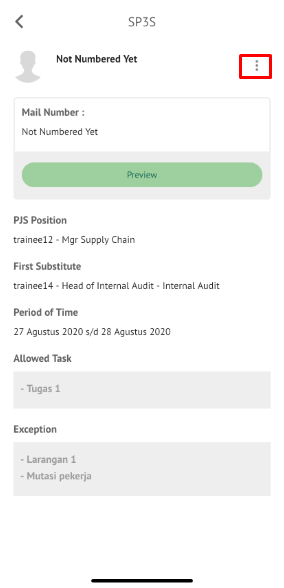 SP3S
Not Numbered Yet
Mail Number :
Not Numbered Yet
Preview
PJS Position
trainee12 - Mgr Supply Chain
First Substitute
trainee14 - Head of Internal Audit - Internal Audit
Period of Time
27 Agustus 2020 s/d 28 Agustus 2020
Allowed Task
- Tugas 1
Exception
- Larangan 1
- Mutasi pekerja